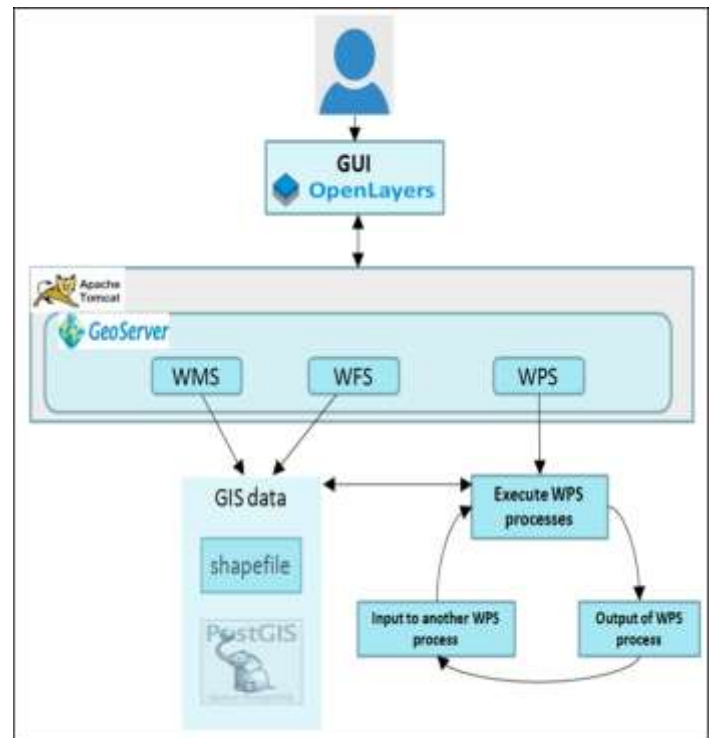 GUI
OpenLayers
Apache
Tomcat
GeoServer
WMS
WFS
WPS
GIS data
Execute WPS
processes
shapefile
PostGIS
Input to another WPS
process
Output of WPS
process